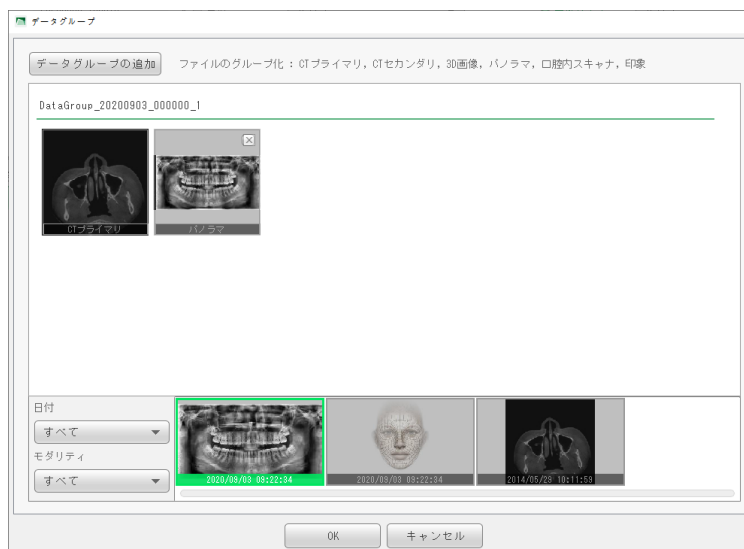 データグループ
データグループの追加
ファイルのグループ化 : CTプライマリ, CTセカンダリ, 3D画像, パノラマ, 口腔内スキャナ, 印象
DataGroup_20200903_000000_1
CTプライマリ
パノラマ
日付
すべて
モダリティ
すべて
2020/09/03 09:22:34
2020/09/03 09:22:34
2014/05/29 10:11:59
OK
キャンセル